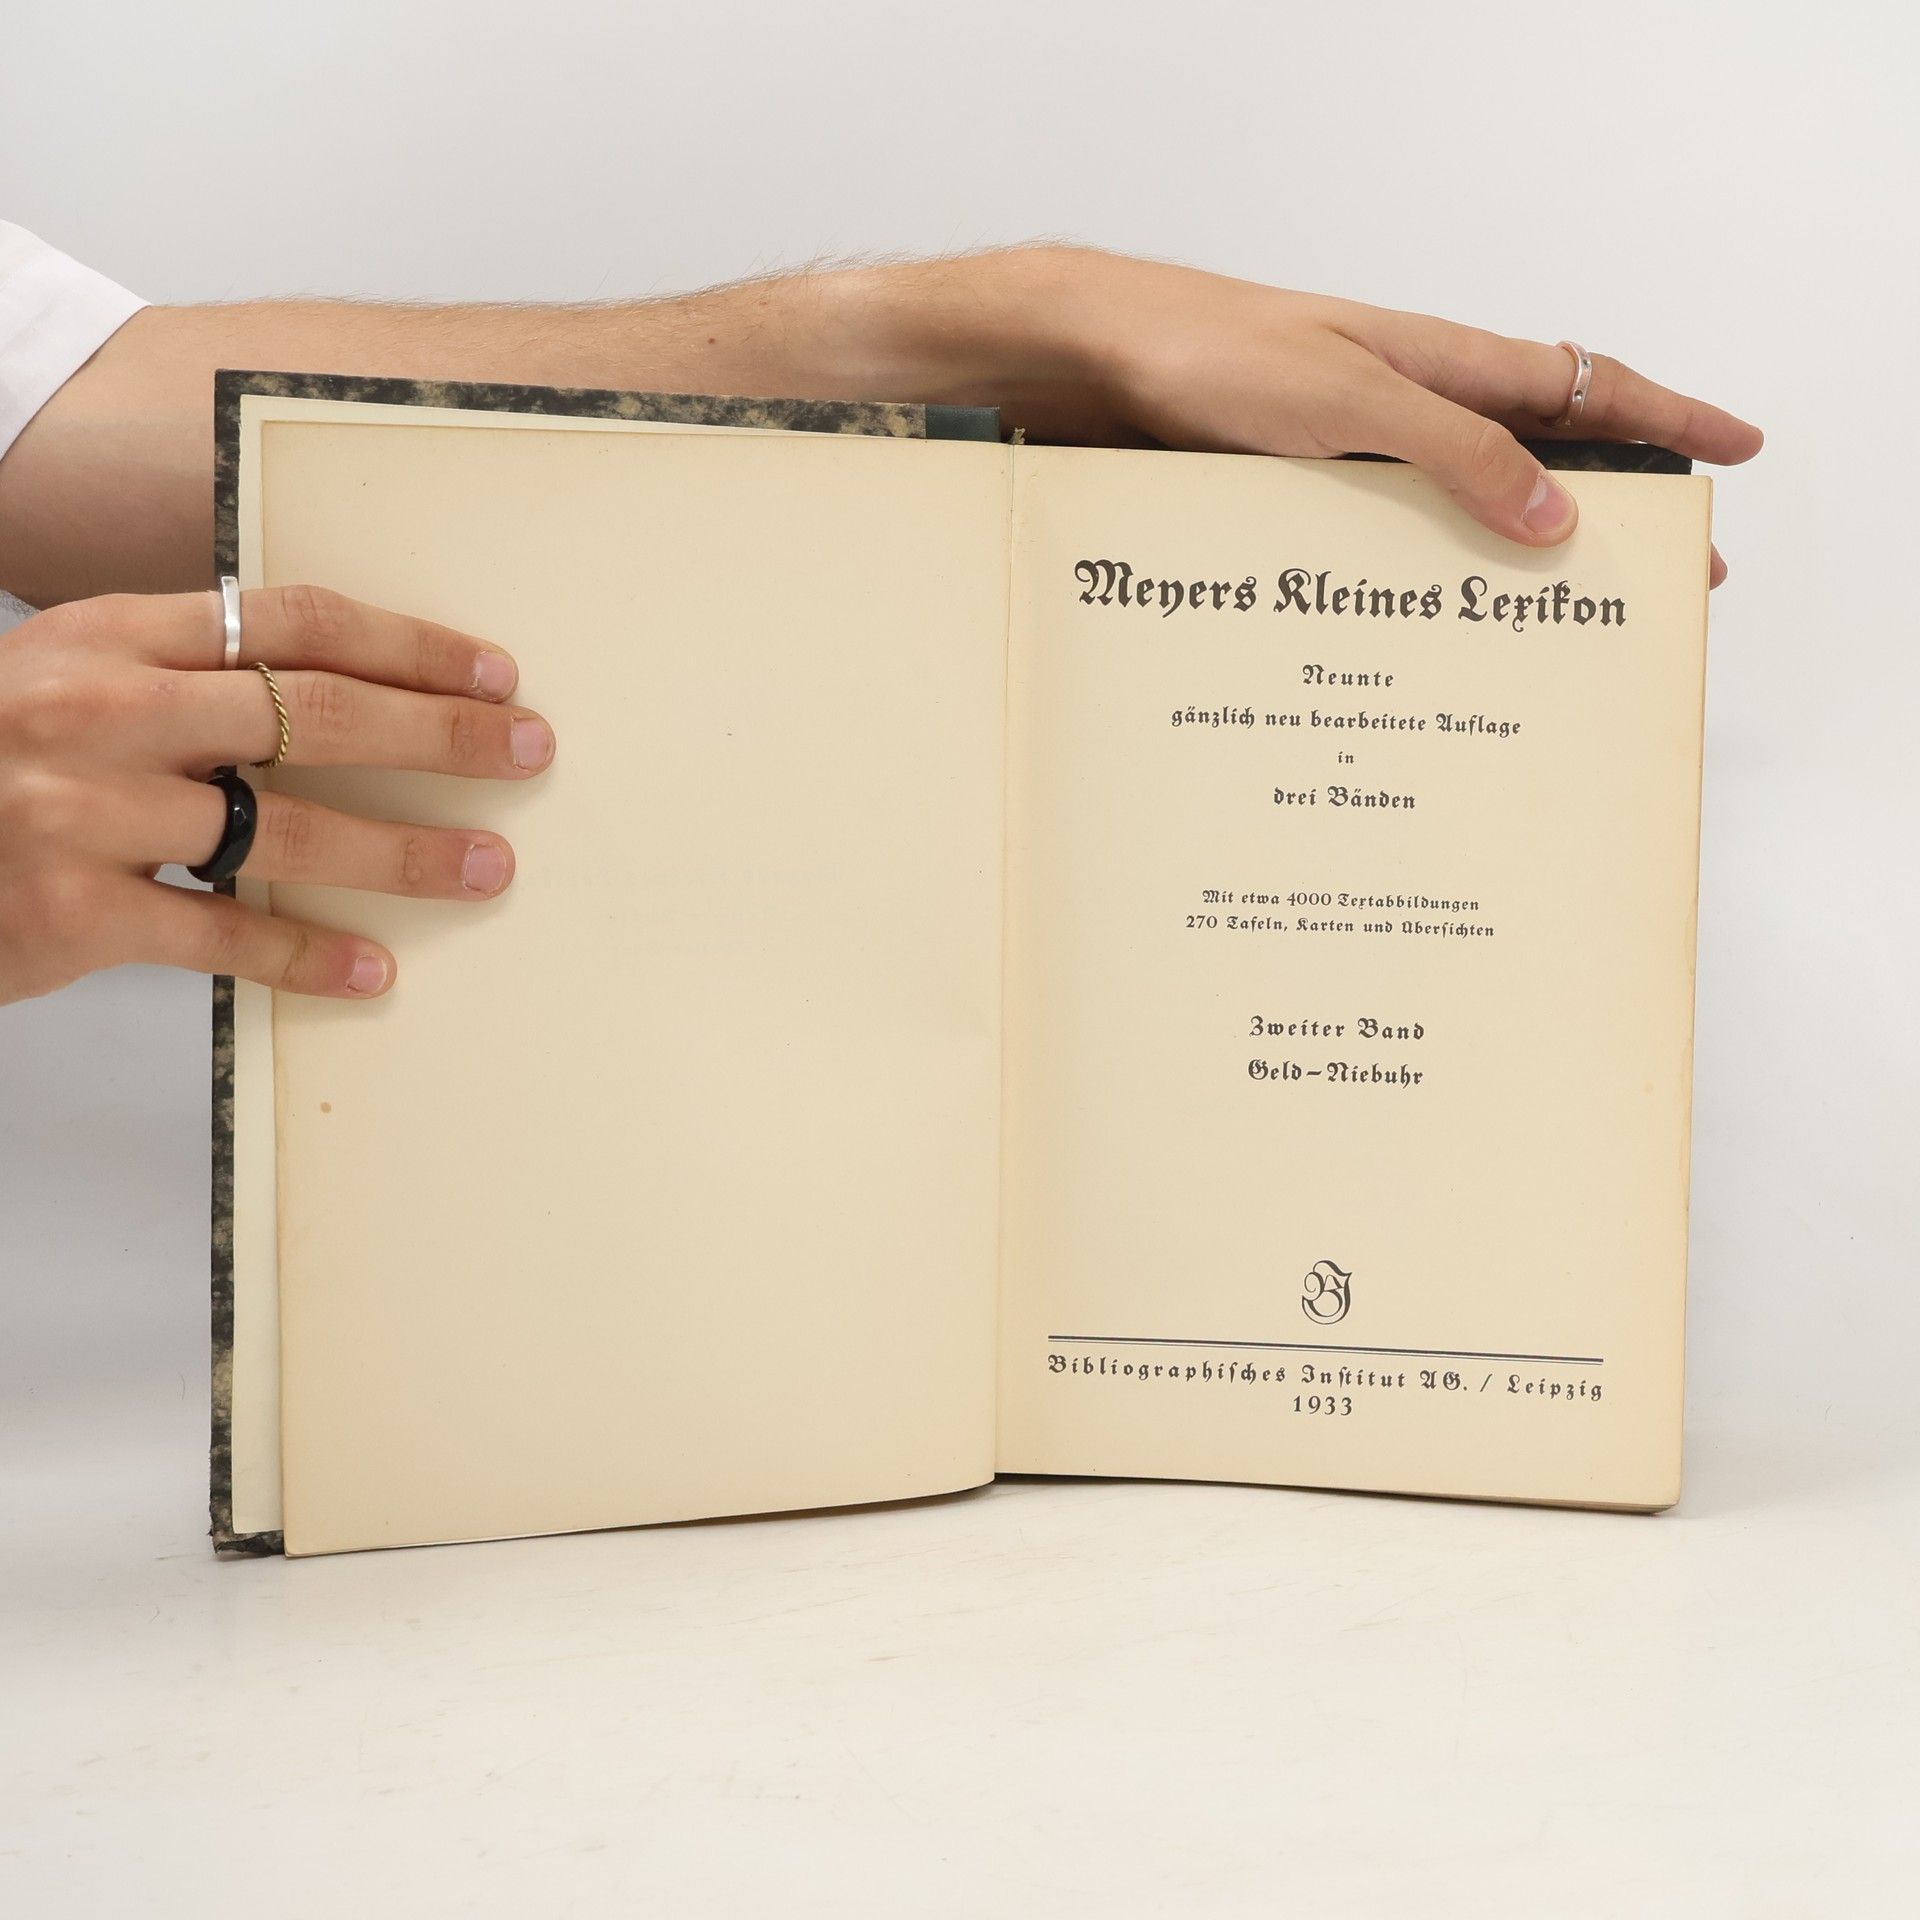 Meyers Kleines Lexikon
Neunte
gänzlich neu bearbeitete Auflage
in
drei Bänden
Mit etwa 4000 Textabbildungen
270 Tafeln, Karten und Überſichten
Zweiter Band
Geld–Niebuhr
BI
Bibliographiſches Inſtitut AG. / Leipzig
1933